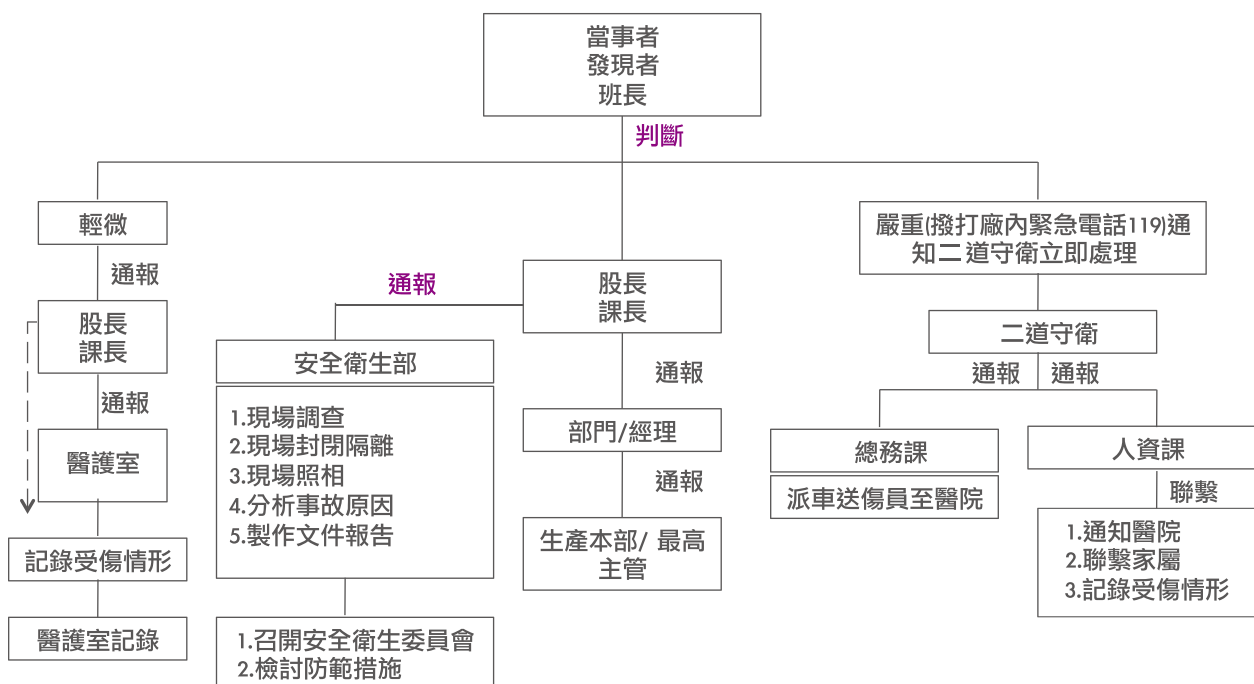 當事者
發現者
班長
判斷
輕微
通報
股長
課長
通報
醫護室
記錄受傷情形
醫護室記錄
通報
安全衛生部
1.現場調查
2.現場封閉隔離
3.現場照相
4.分析事故原因
5.製作文件報告
1.召開安全衛生委員會
2.檢討防範措施
股長
課長
通報
部門/經理
通報
生產本部/ 最高
主管
嚴重(撥打廠內緊急電話119)通
知二道守衛立即處理
二道守衛
通報 通報
總務課
派車送傷員至醫院
人資課
聯繫
1.通知醫院
2.聯繫家屬
3.記錄受傷情形